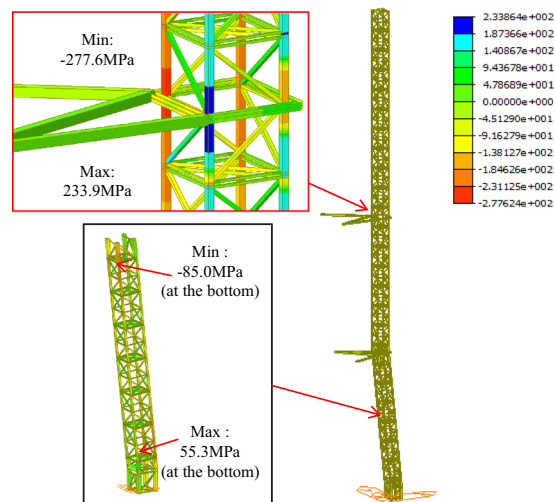 Min:
-277.6MPa
Max:
233.9MPa
2.33864e+002
1.87366e+002
1.40867e+002
9.43678e+001
4.78689e+001
0.00000e+000
-4.51290e+001
-9.16279e+001
-1.38127e+002
-1.84626e+002
-2.31125e+002
-2.77624e+002
Min :
-85.0MPa
(at the bottom)
Max :
55.3MPa
(at the bottom)